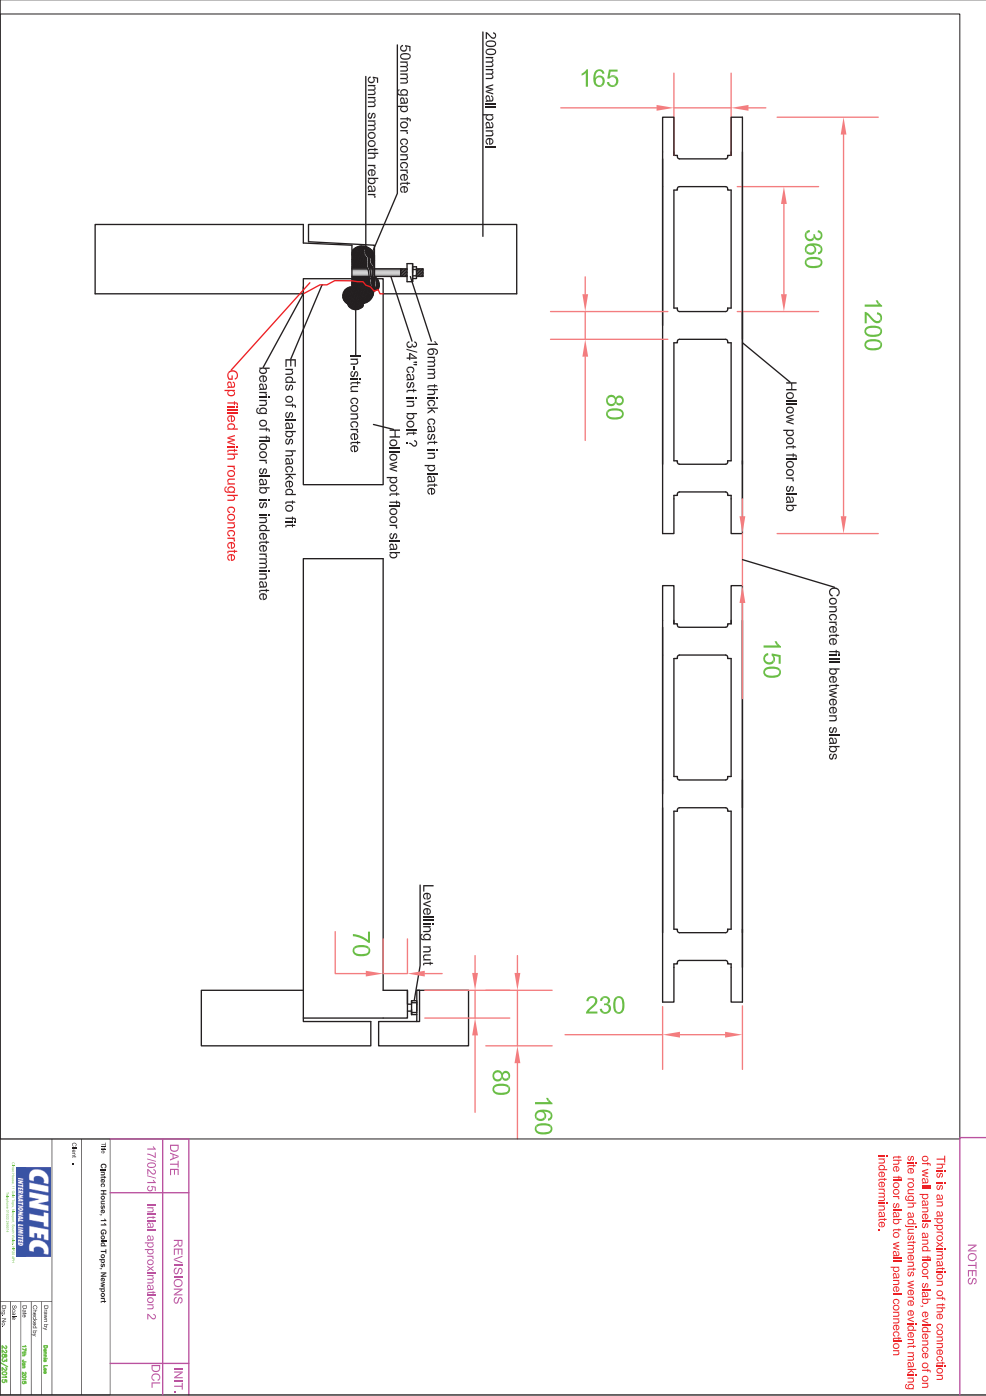 200mm wall panel
50mm gap for concrete
5mm smooth rebar
16mm thick cast in plate
3/4"cast in bolt ?
Hollow pot floor slab
In-situ concrete
Ends of slabs hacked to fit
bearing of floor slab is indeterminate
Gap filled with rough concrete
165
1200
360
80
Hollow pot floor slab
Concrete fill between slabs
150
230
Levelling nut
70
80
160
NOTES
This is an approximation of the connection
of wall panels and floor slab, evidence of on
site rough adjustments were evident making
the floor slab to wall panel connection
indeterminate.
DATE
REVISIONS
INIT.
17/02/15
Initial approximation 2
DCL
Title
Cintec House, 11 Gold Tops, Newport
Client
CINTEC
INTERNATIONAL LIMITED
Drawn by
Dennis Lee
Checked by
Date
17th Jan 2015
Scale
Drg. No.
2283/2015